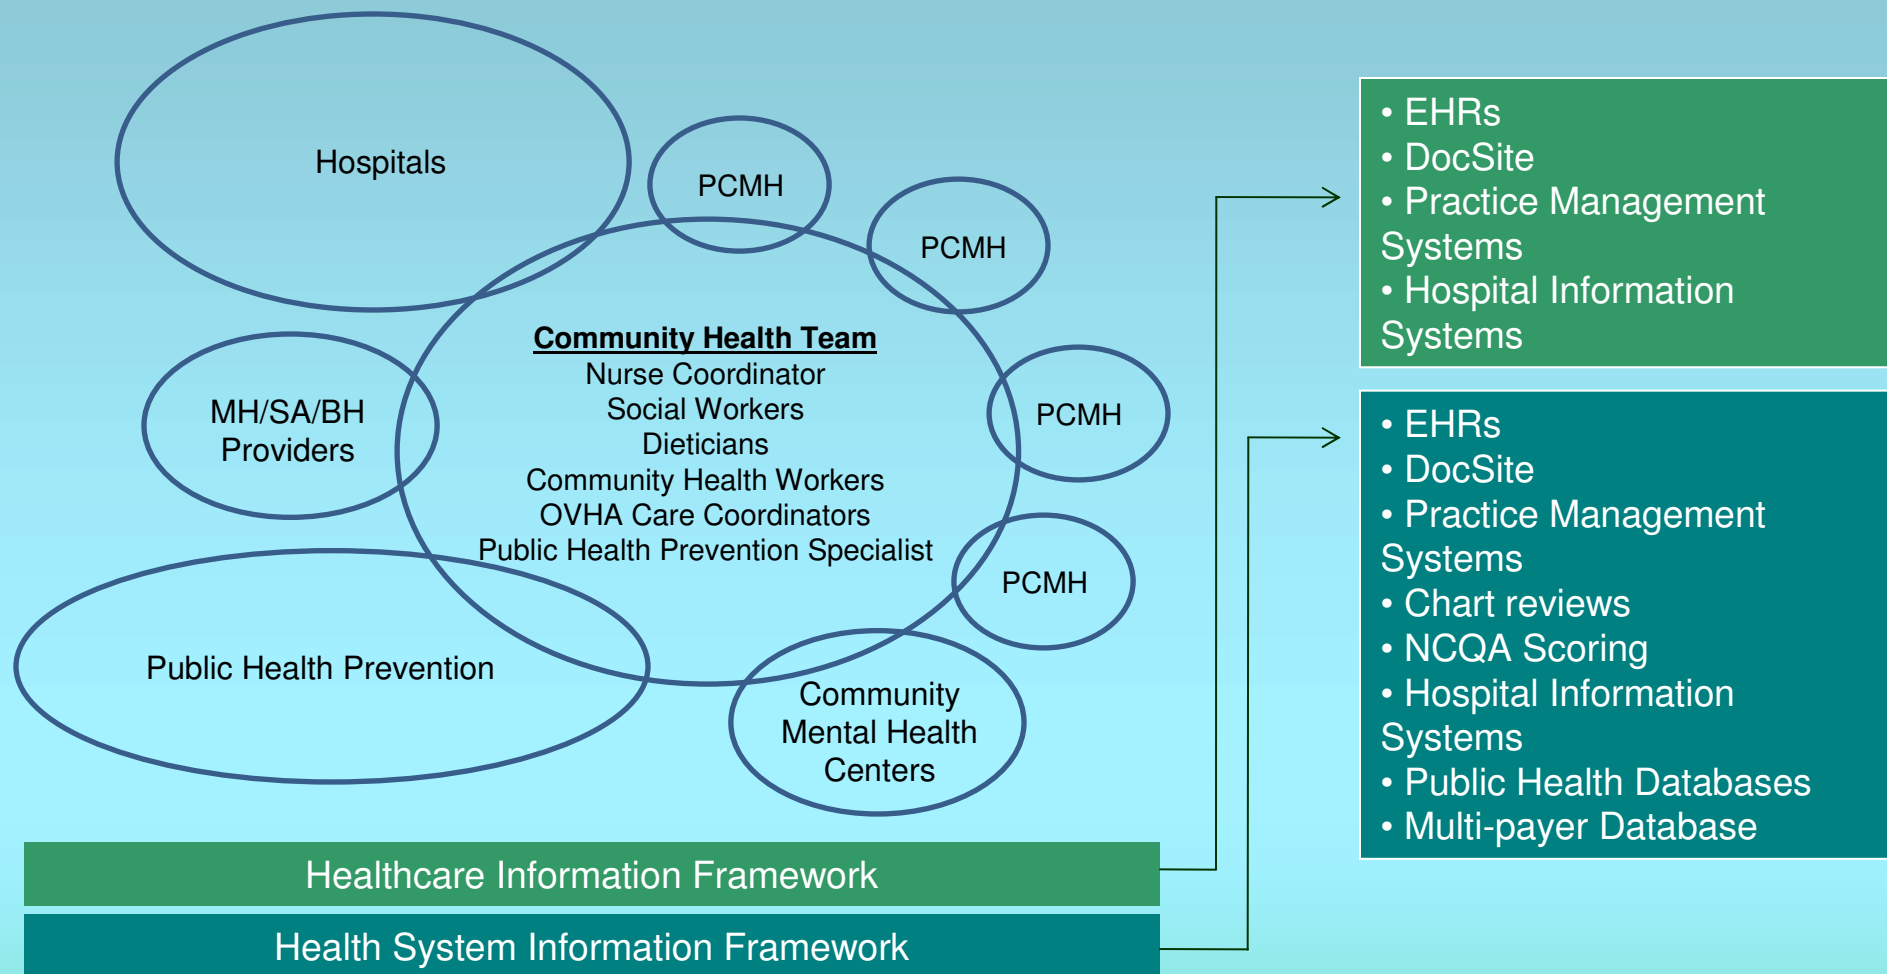 Hospitals
PCMH
PCMH
PCMH
PCMH
Community Health Team
Nurse Coordinator
Social Workers
Dieticians
Community Health Workers
OVHA Care Coordinators
Public Health Prevention Specialist
MH/SA/BH
Providers
Public Health Prevention
Community
Mental Health
Centers
Healthcare Information Framework
Health System Information Framework
• EHRs
• DocSite
• Practice Management
Systems
• Hospital Information
Systems
• EHRs
• DocSite
• Practice Management
Systems
• Chart reviews
• NCQA Scoring
• Hospital Information
Systems
• Public Health Databases
• Multi-payer Database